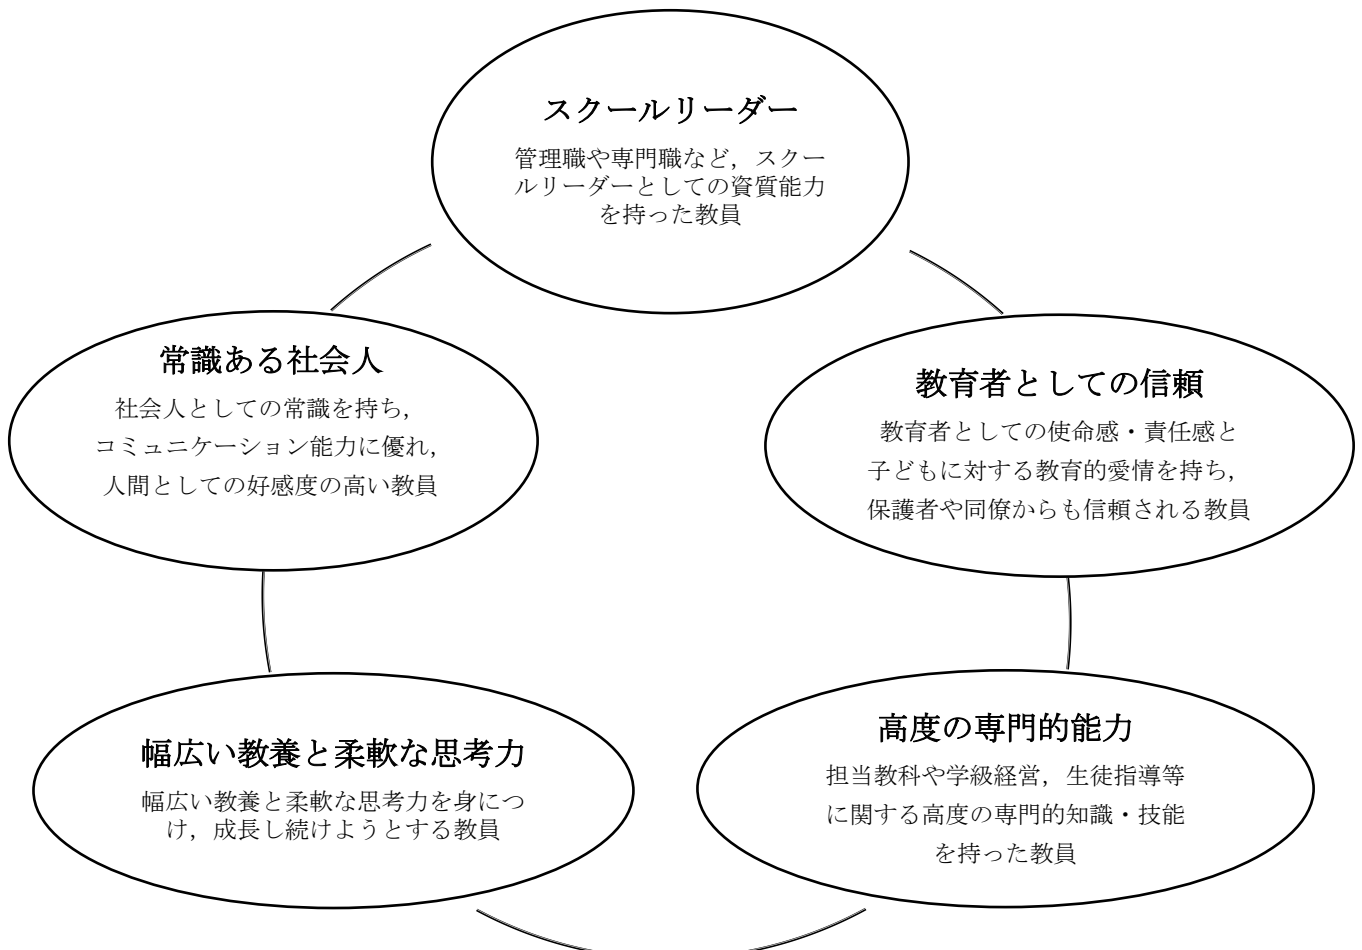 スクールリーダー
管理職や専門職など，スクー
ルリーダーとしての資質能力
を持った教員
常識ある社会人
社会人としての常識を持ち，
コミュニケーション能力に優れ，
人間としての好感度の高い教員
教育者としての信頼
教育者としての使命感・責任感と
子どもに対する教育的愛情を持ち，
保護者や同僚からも信頼される教員
幅広い教養と柔軟な思考力
幅広い教養と柔軟な思考力を身につ
け，成長し続けようとする教員
高度の専門的能力
担当教科や学級経営，生徒指導等
に関する高度の専門的知識・技能
を持った教員